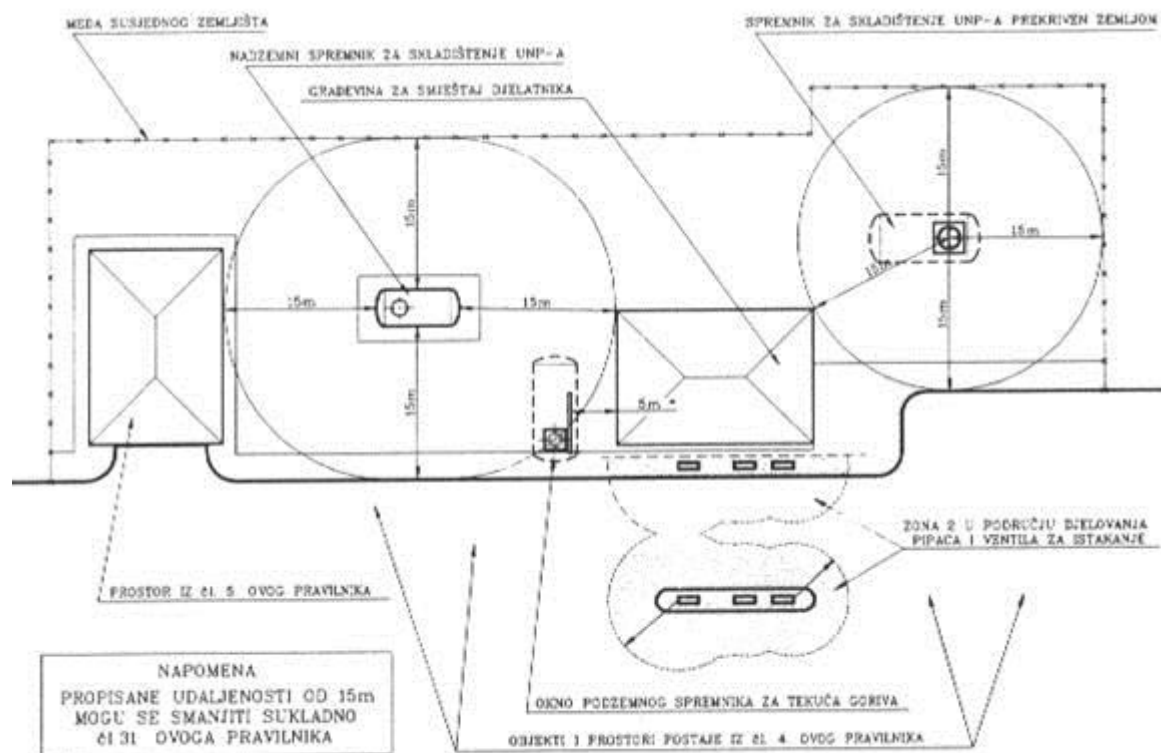 MEĐA SUSJEDNOG ZEMLJIŠTA
SPREMNIK ZA SKLADIŠTENJE UNP-A PREKRIVEN ZEMLJOM
NADZEMNI SPREMNIK ZA SKLADIŠTENJE UNP-A
GRAĐEVINA ZA SMJEŠTAJ DJELATNIKA
15m
15m
15m
15m
15m
15m
15m
15m
5m *
ZONA 2 U PODRUČJU DJELOVANJA
PIPACA I VENTILA ZA ISTAKANJE
PROSTOR IZ čl. 5. OVOG PRAVILNIKA
NAPOMENA
PROPISANE UDALJENOSTI OD 15m
MOGU SE SMANJITI SUKLADNO
čl 31 OVOGA PRAVILNIKA
OKNO PODZEMNOG SPREMNIKA ZA TEKUĆA GORIVA
OBJEKTI I PROSTORI POSTAJE IZ čl. 4. OVOG PRAVILNIKA